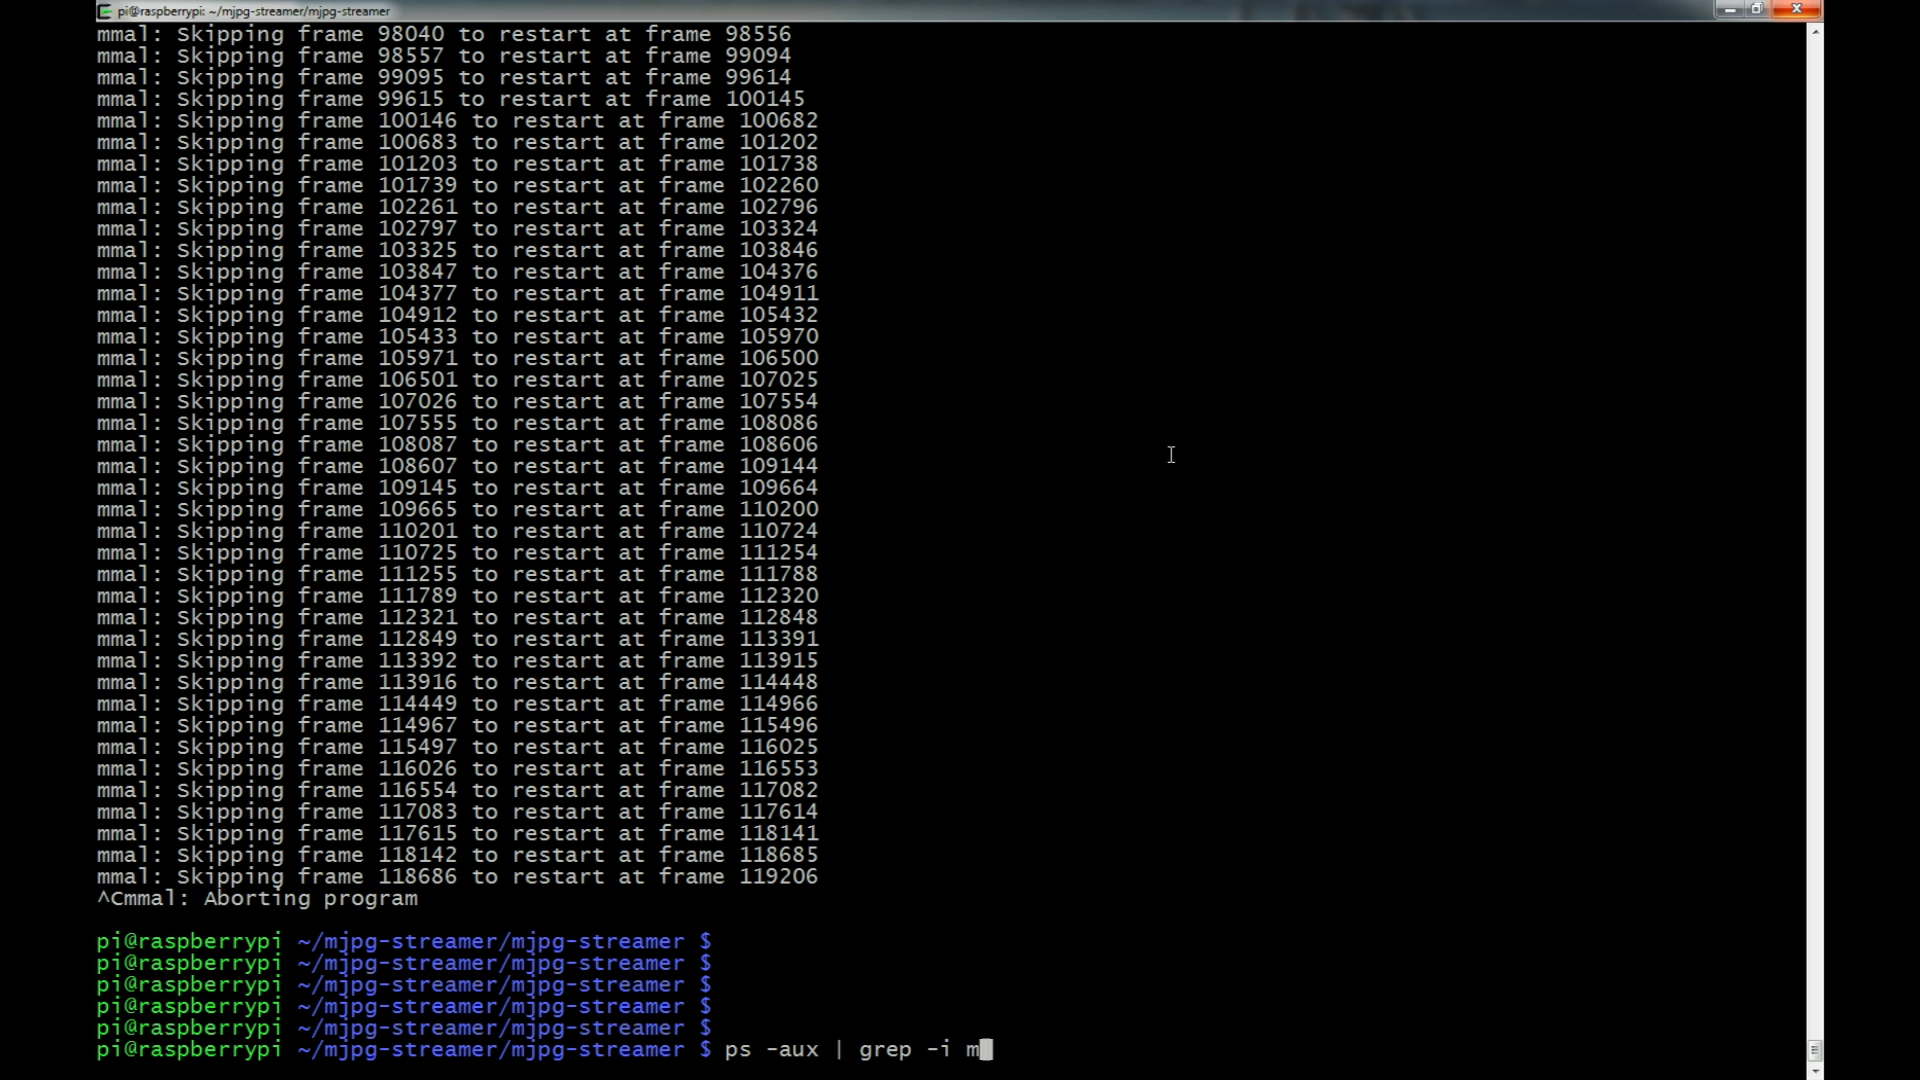 pi@raspberrypi: ~/mjpg-streamer/mjpg-streamer
mmal: Skipping frame 98040 to restart at frame 98556
mmal: Skipping frame 98557 to restart at frame 99094
mmal: Skipping frame 99095 to restart at frame 99614
mmal: Skipping frame 99615 to restart at frame 100145
mmal: Skipping frame 100146 to restart at frame 100682
mmal: Skipping frame 100683 to restart at frame 101202
mmal: Skipping frame 101203 to restart at frame 101738
mmal: Skipping frame 101739 to restart at frame 102260
mmal: Skipping frame 102261 to restart at frame 102796
mmal: Skipping frame 102797 to restart at frame 103324
mmal: Skipping frame 103325 to restart at frame 103846
mmal: Skipping frame 103847 to restart at frame 104376
mmal: Skipping frame 104377 to restart at frame 104911
mmal: Skipping frame 104912 to restart at frame 105432
mmal: Skipping frame 105433 to restart at frame 105970
mmal: Skipping frame 105971 to restart at frame 106500
mmal: Skipping frame 106501 to restart at frame 107025
mmal: Skipping frame 107026 to restart at frame 107554
mmal: Skipping frame 107555 to restart at frame 108086
mmal: Skipping frame 108087 to restart at frame 108606
mmal: Skipping frame 108607 to restart at frame 109144
mmal: Skipping frame 109145 to restart at frame 109664
mmal: Skipping frame 109665 to restart at frame 110200
mmal: Skipping frame 110201 to restart at frame 110724
mmal: Skipping frame 110725 to restart at frame 111254
mmal: Skipping frame 111255 to restart at frame 111788
mmal: Skipping frame 111789 to restart at frame 112320
mmal: Skipping frame 112321 to restart at frame 112848
mmal: Skipping frame 112849 to restart at frame 113391
mmal: Skipping frame 113392 to restart at frame 113915
mmal: Skipping frame 113916 to restart at frame 114448
mmal: Skipping frame 114449 to restart at frame 114966
mmal: Skipping frame 114967 to restart at frame 115496
mmal: Skipping frame 115497 to restart at frame 116025
mmal: Skipping frame 116026 to restart at frame 116553
mmal: Skipping frame 116554 to restart at frame 117082
mmal: Skipping frame 117083 to restart at frame 117614
mmal: Skipping frame 117615 to restart at frame 118141
mmal: Skipping frame 118142 to restart at frame 118685
mmal: Skipping frame 118686 to restart at frame 119206
^Cmmal: Aborting program
pi@raspberrypi ~/mjpg-streamer/mjpg-streamer $
pi@raspberrypi ~/mjpg-streamer/mjpg-streamer $
pi@raspberrypi ~/mjpg-streamer/mjpg-streamer $
pi@raspberrypi ~/mjpg-streamer/mjpg-streamer $
pi@raspberrypi ~/mjpg-streamer/mjpg-streamer $
pi@raspberrypi ~/mjpg-streamer/mjpg-streamer $ ps -aux | grep -i m